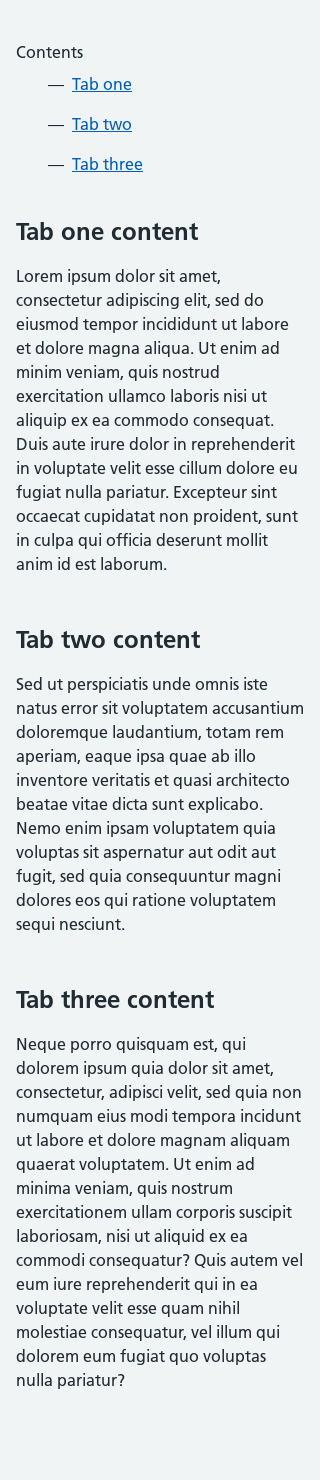 Contents
— Tab one
— Tab two
— Tab three
Tab one content
Lorem ipsum dolor sit amet,
consectetur adipiscing elit, sed do
eiusmod tempor incididunt ut labore
et dolore magna aliqua. Ut enim ad
minim veniam, quis nostrud
exercitation ullamco laboris nisi ut
aliquip ex ea commodo consequat.
Duis aute irure dolor in reprehenderit
in voluptate velit esse cillum dolore eu
fugiat nulla pariatur. Excepteur sint
occaecat cupidatat non proident, sunt
in culpa qui officia deserunt mollit
anim id est laborum.
Tab two content
Sed ut perspiciatis unde omnis iste
natus error sit voluptatem accusantium
doloremque laudantium, totam rem
aperiam, eaque ipsa quae ab illo
inventore veritatis et quasi architecto
beatae vitae dicta sunt explicabo.
Nemo enim ipsam voluptatem quia
voluptas sit aspernatur aut odit aut
fugit, sed quia consequuntur magni
dolores eos qui ratione voluptatem
sequi nesciunt.
Tab three content
Neque porro quisquam est, qui
dolorem ipsum quia dolor sit amet,
consectetur, adipisci velit, sed quia non
numquam eius modi tempora incidunt
ut labore et dolore magnam aliquam
quaerat voluptatem. Ut enim ad
minima veniam, quis nostrum
exercitationem ullam corporis suscipit
laboriosam, nisi ut aliquid ex ea
commodi consequatur? Quis autem vel
eum iure reprehenderit qui in ea
voluptate velit esse quam nihil
molestiae consequatur, vel illum qui
dolorem eum fugiat quo voluptas
nulla pariatur?